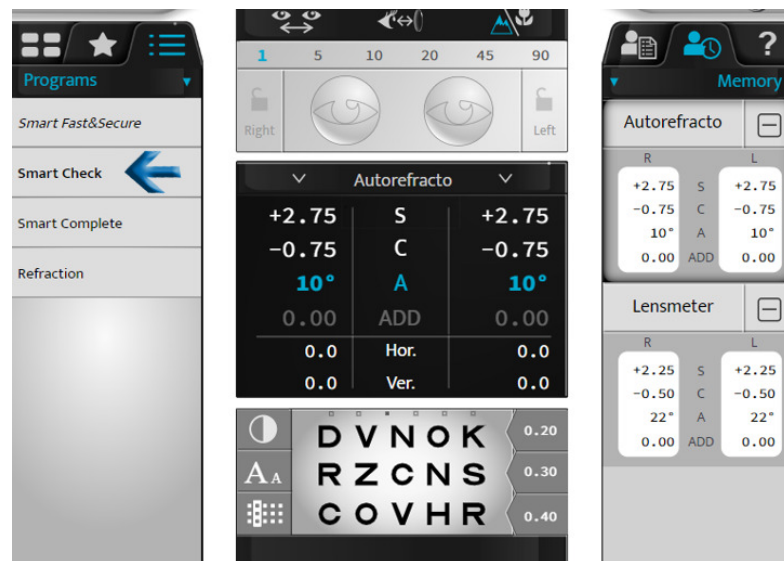 Programs
Smart Fast&Secure
Smart Check
Smart Complete
Refraction
1 5 10 20 45 90
Right Left
Autorefracto
+2.75 S +2.75
-0.75 C -0.75
10° A 10°
0.00 ADD 0.00
0.0 Hor. 0.0
0.0 Ver. 0.0
DVNOK 0.20
AA RZCNS 0.30
COVHR 0.40
?
Memory
Autorefracto
R L
+2.75 S +2.75
-0.75 C -0.75
10° A 10°
0.00 ADD 0.00
Lensmeter
R L
+2.25 S +2.25
-0.50 C -0.50
22° A 22°
0.00 ADD 0.00